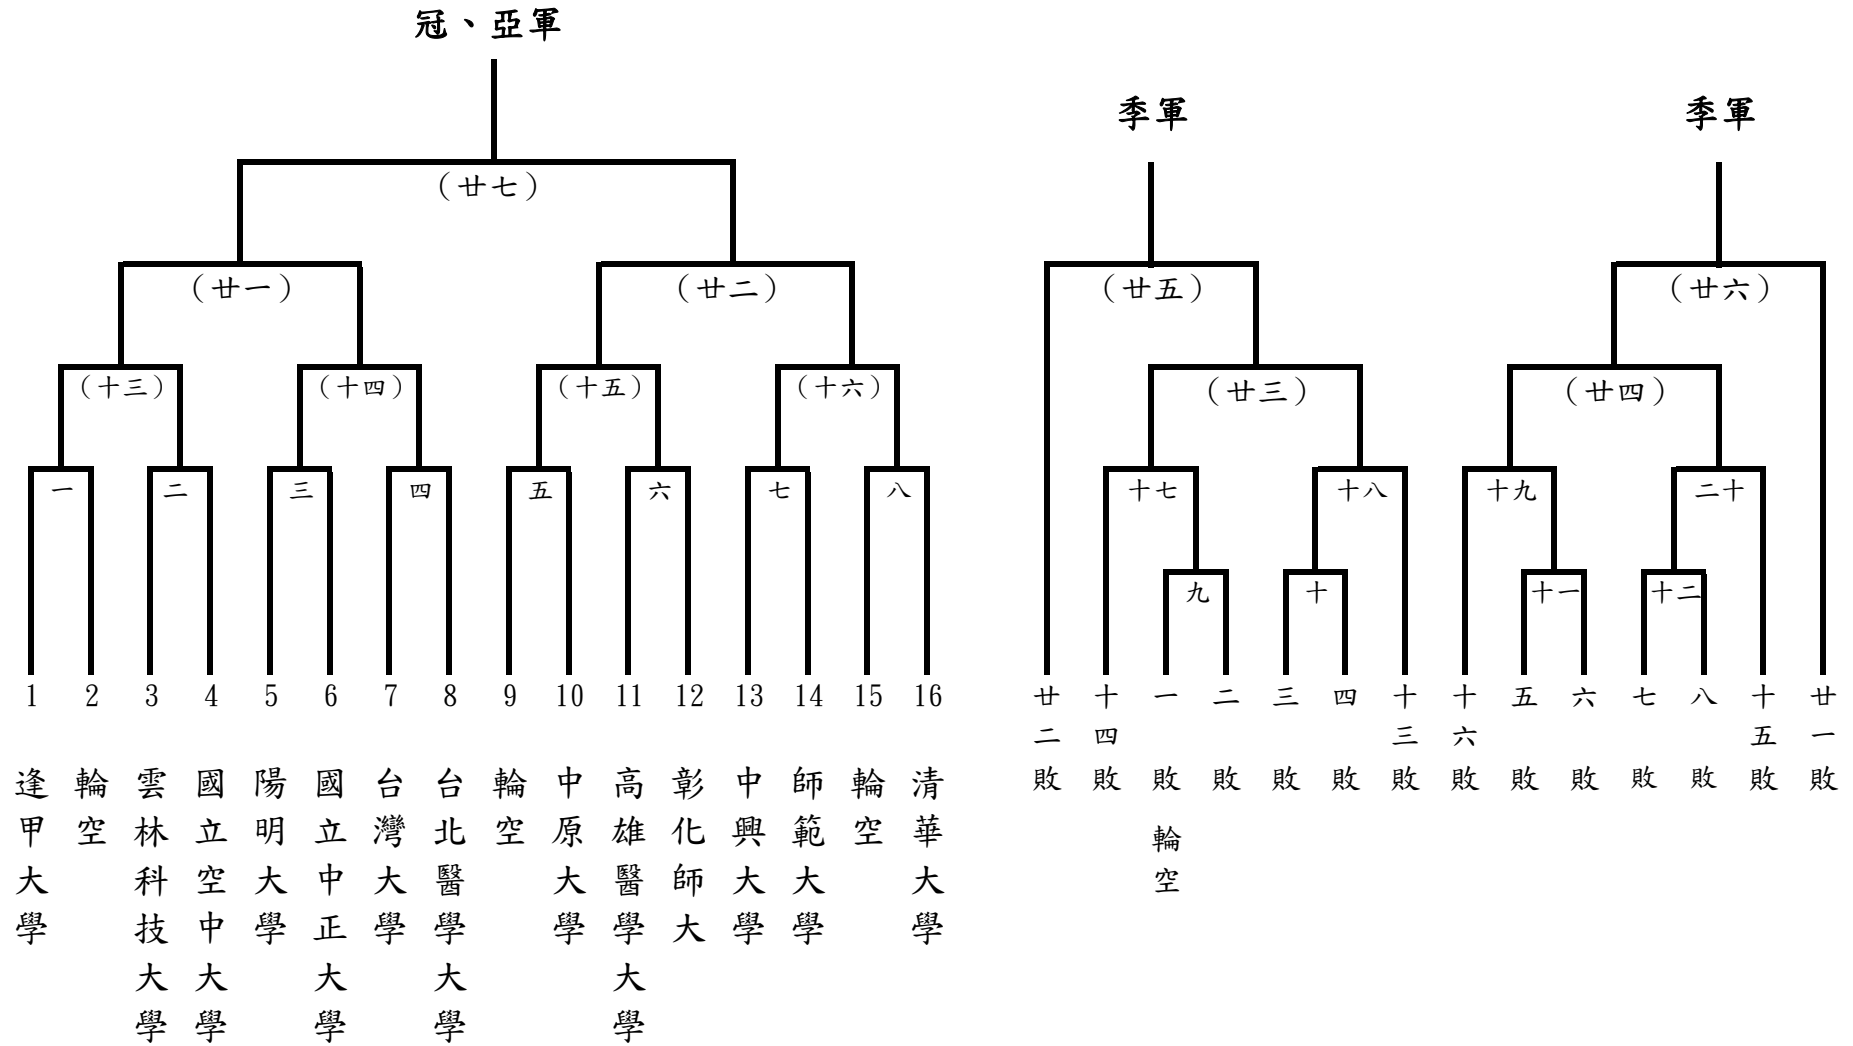 冠、亞軍
季軍 季軍
（廿七）
（廿一） （廿二） （廿五） （廿六）
（十三） （十四） （十五） （十六） （廿三） （廿四）
一 二 三 四 五 六 七 八 十七 十八 十九 二十
九 十 十一 十二
1 2 3 4 5 6 7 8 9 10 11 12 13 14 15 16
逢甲大學
輪空
雲林科技大學
國立空中大學
陽明大學
國立中正大學
台灣大學
台北醫學大學
輪空
中原大學
高雄醫學大學
彰化師大
中興大學
師範大學
輪空
清華大學
廿二敗
十四敗
一敗 輪空
二敗
三敗
四敗
十三敗
十六敗
五敗
六敗
七敗
八敗
十五敗
廿一敗